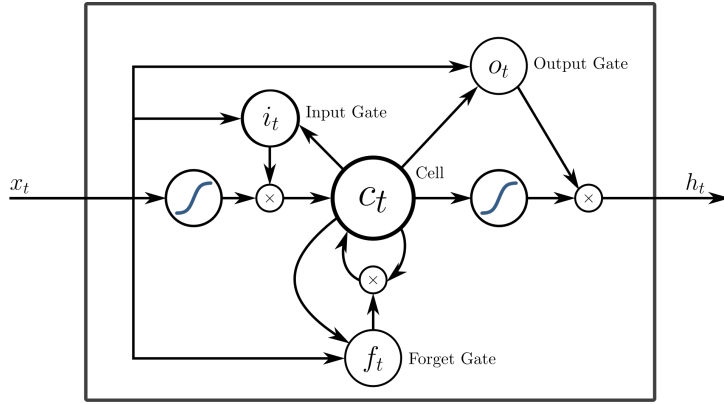 o_t Output Gate
i_t Input Gate
x_t
Cell
h_t
×
c_t
×
×
f_t Forget Gate